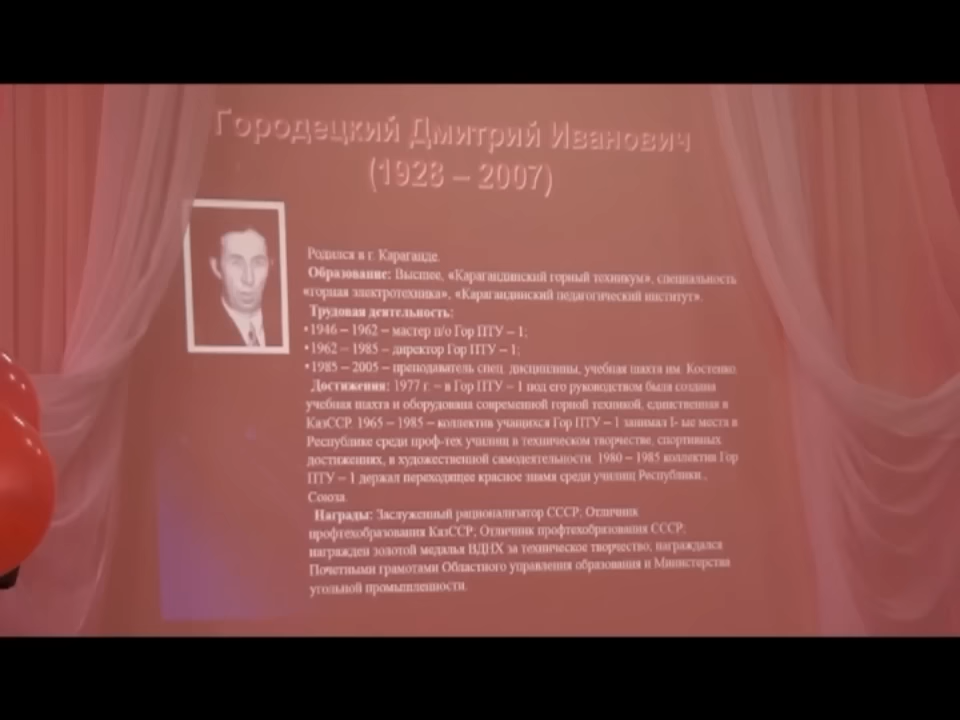 Городецкий Дмитрий Иванович
(1928 – 2007)
Родился в г. Караганде.
Образование: Высшее, «Карагандинский горный техникум», специальность
«горная электротехника», «Карагандинский педагогический институт».
Трудовая деятельность:
•1946 – 1962 – мастер п/о Гор ПТУ – 1;
•1962 – 1985 – директор Гор ПТУ – 1;
•1985 – 2005 – преподаватель спец. дисциплины, учебная шахта им. Костенко.
Достижения: 1977 г. – в Гор ПТУ – 1 под его руководством была создана
учебная шахта и оборудована современной горной техникой, единственная в
КазССР. 1965 – 1985 – коллектив учащихся Гор ПТУ – 1 занимал I- ые места в
Республике среди проф-тех училищ в техническом творчестве, спортивных
достижениях, в художественной самодеятельности. 1980 – 1985 коллектив Гор
ПТУ – 1 держал переходящее красное знамя среди училищ Республики.,
Союза.
Награды: Заслуженный рационализатор СССР; Отличник
профтехобразования КазССР; Отличник профтехобразования СССР;
награжден золотой медалья ВДНХ за техническое творчество; награждался
Почетными грамотами Областного управления образования и Министерства
угольной промышленности.